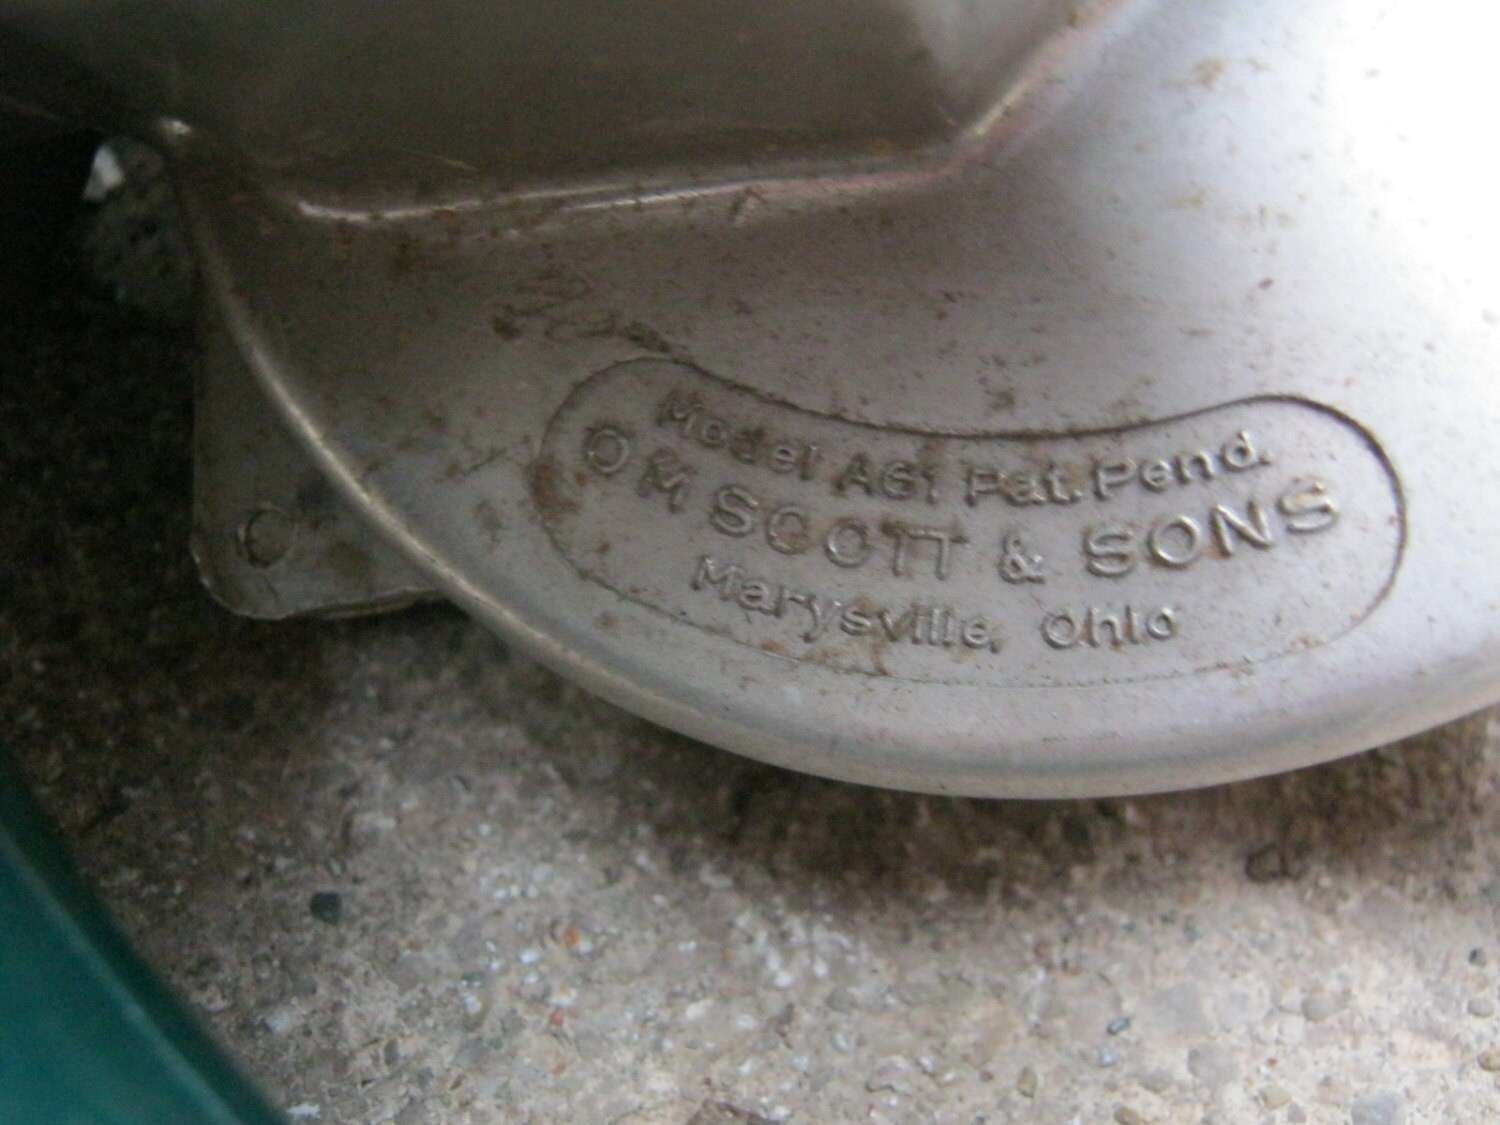 Model A61 Pat. Pend.
O M SCOTT & SONS
Marysville, Ohio
C